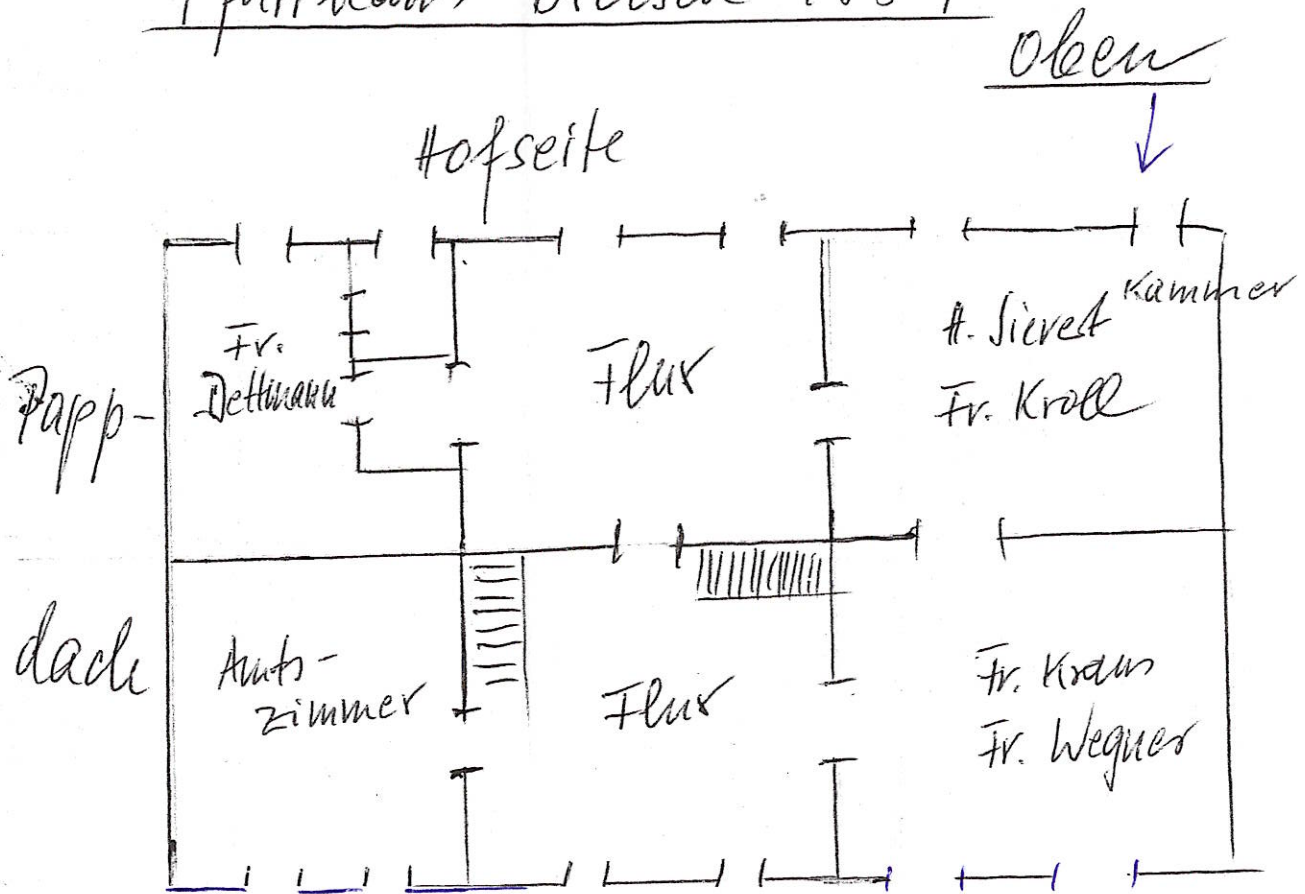 Oben
Hofseite
Papp-
dach
Fr.
Dettmann
Flur
H. Sievert
Kammer
Fr. Kroll
Amts-
zimmer
Flur
Fr. Kraus
Fr. Wegner